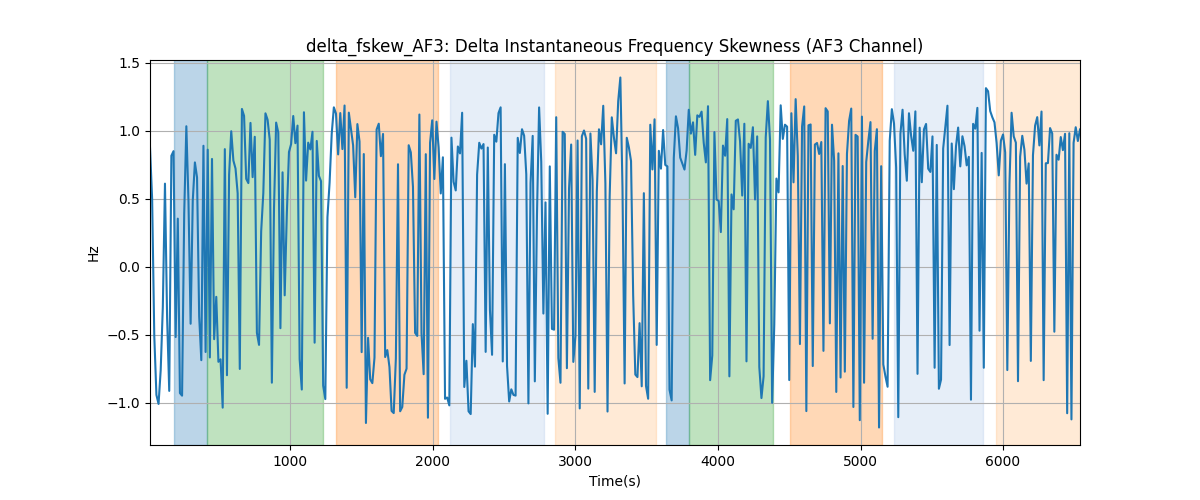 delta_fskew_AF3: Delta Instantaneous Frequency Skewness (AF3 Channel)
1.5
1.0
0.5
0.0
−0.5
−1.0
Hz
1000 2000 3000 4000 5000 6000
Time(s)